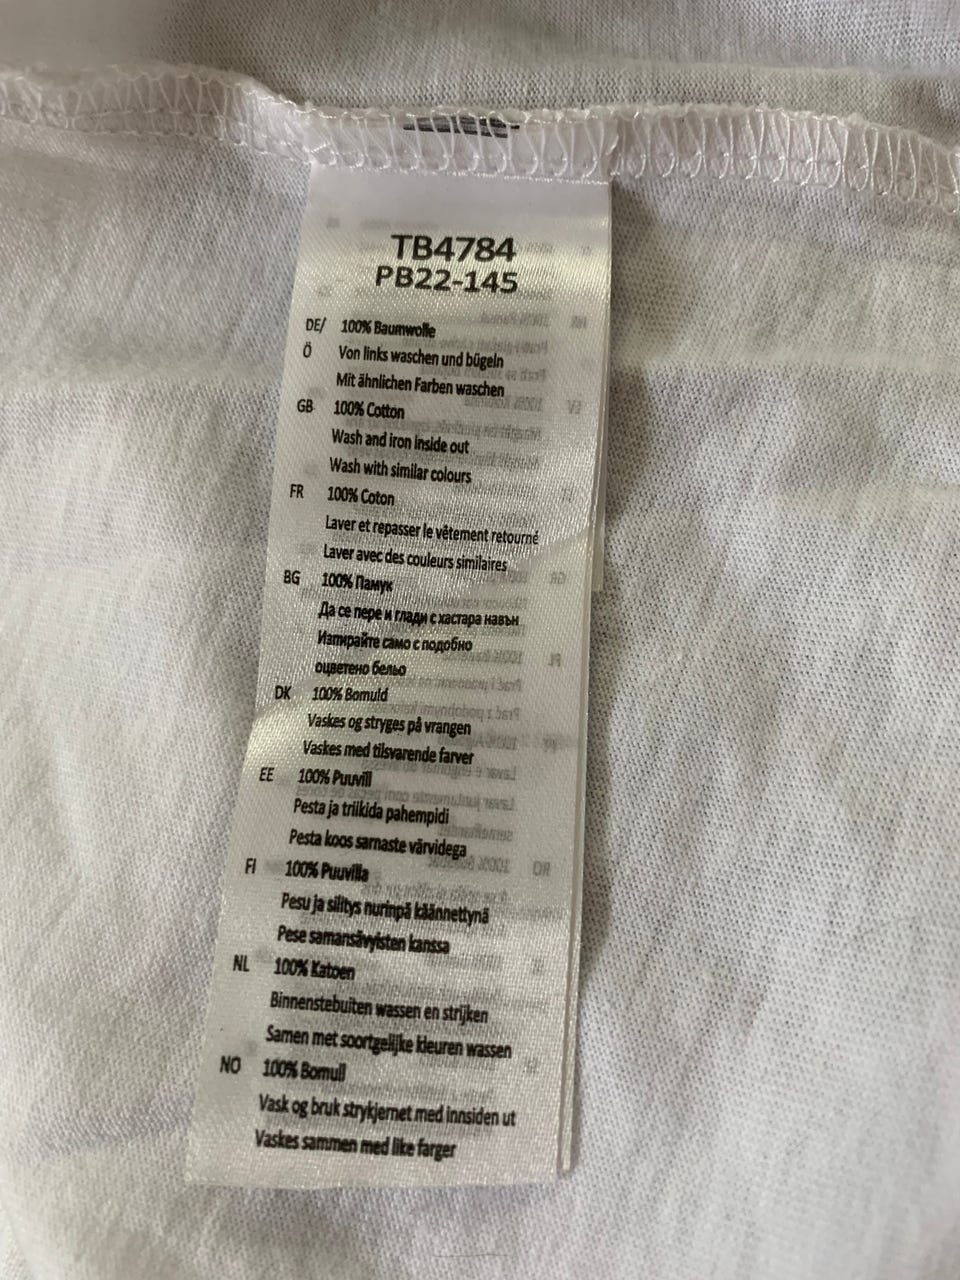 TB4784
PB22-145
DE/ 100% Baumwolle
Ö Von links waschen und bügeln
Mit ähnlichen Farben waschen
GB 100% Cotton
Wash and iron inside out
Wash with similar colours
FR 100% Coton
Laver et repasser le vêtement retourné
Laver avec des couleurs similaires
BG 100% Памук
Да се пере и глади с хастара навън
Изпирайте само с подобно
оцветено бельо
DK 100% Bomuld
Vaskes og stryges på vrangen
Vaskes med tilsvarende farver
EE 100% Puuvill
Pesta ja triikida pahempidi
Pesta koos sarnaste värvidega
FI 100% Puuvilla
Pesu ja silitys nurinpä käännettynä
Pese samansävyisten kanssa
NL 100% Katoen
Binnenstebuiten wassen en strijken
Samen met soortgelijke kleuren wassen
NO 100% Bomull
Vask og bruk strykjernet med innsiden ut
Vaskes sammen med like farger